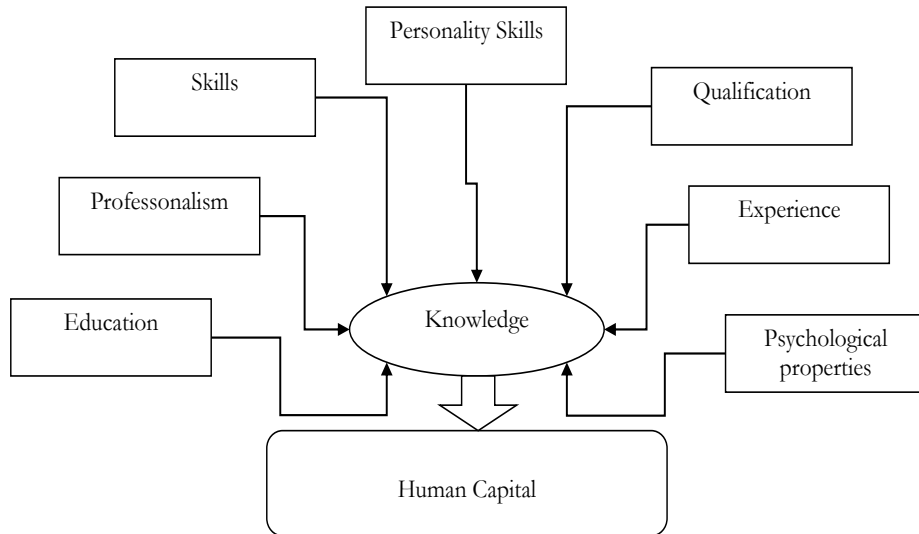 Personality Skills
Skills
Qualification
Professonalism
Experience
Education
Knowledge
Psychological
properties
Human Capital